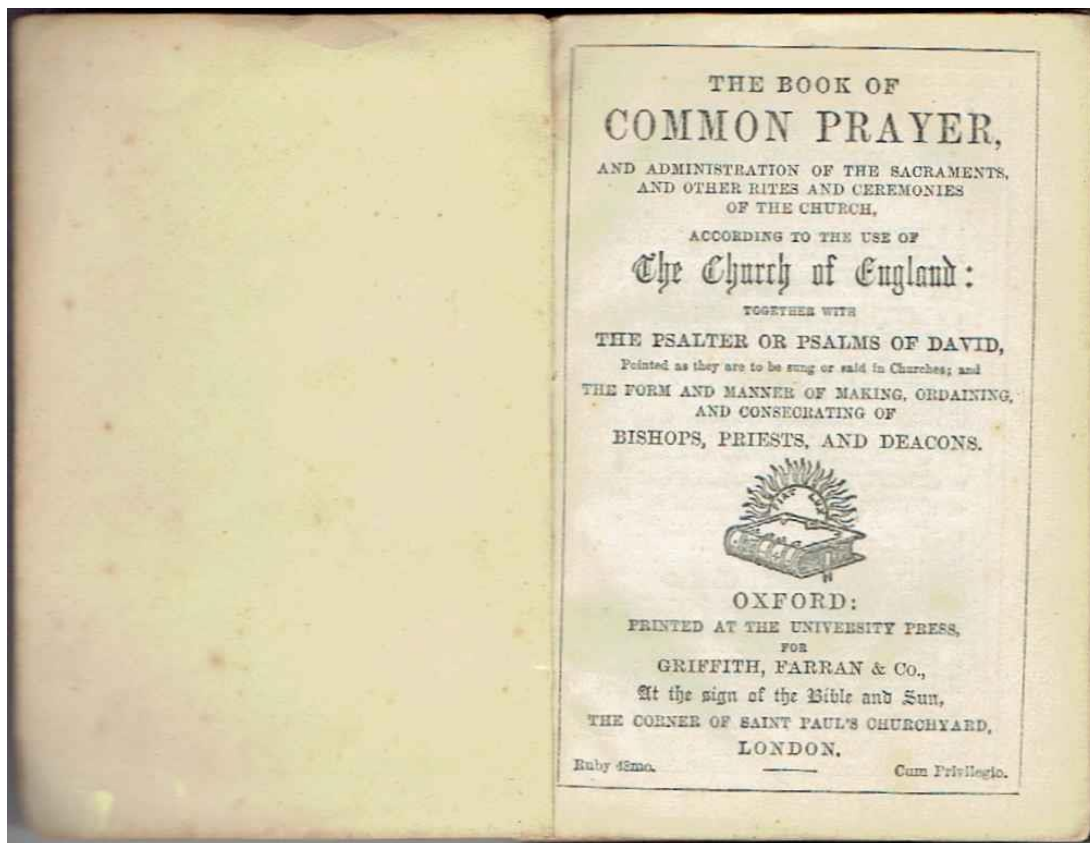 THE BOOK OF
COMMON PRAYER,
AND ADMINISTRATION OF THE SACRAMENTS,
AND OTHER RITES AND CEREMONIES
OF THE CHURCH,
ACCORDING TO THE USE OF
The Church of England:
TOGETHER WITH
THE PSALTER OR PSALMS OF DAVID,
Pointed as they are to be sung or said in Churches; and
THE FORM AND MANNER OF MAKING, ORDAINING,
AND CONSECRATING OF
BISHOPS, PRIESTS, AND DEACONS.
FIAT LUX
OXFORD:
PRINTED AT THE UNIVERSITY PRESS,
FOR
GRIFFITH, FARRAN & Co.,
At the sign of the Bible and Sun,
THE CORNER OF SAINT PAUL'S CHURCHYARD,
LONDON.
Ruby 48mo. Cum Privilegio.